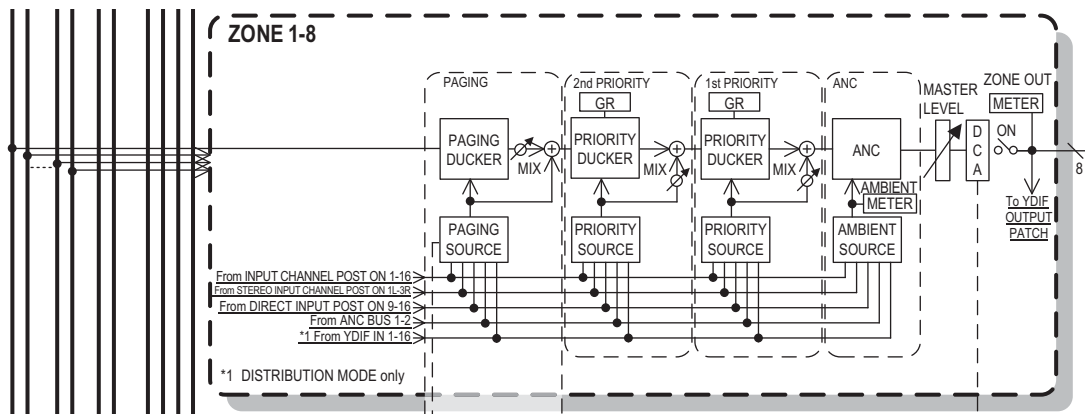 ZONE 1-8
PAGING
2nd PRIORITY
1st PRIORITY
ANC
ZONE OUT
GR
GR
MASTER
LEVEL
METER
PAGING
DUCKER
PRIORITY
DUCKER
PRIORITY
DUCKER
ANC
D
C
A
ON
MIX
MIX
MIX
8
AMBIENT
METER
To YDIF
OUTPUT
PATCH
PAGING
SOURCE
PRIORITY
SOURCE
PRIORITY
SOURCE
AMBIENT
SOURCE
From INPUT CHANNEL POST ON 1-16
From STEREO INPUT CHANNEL POST ON 1L-3R
From DIRECT INPUT POST ON 9-16
From ANC BUS 1-2
*1 From YDIF IN 1-16
*1 DISTRIBUTION MODE only